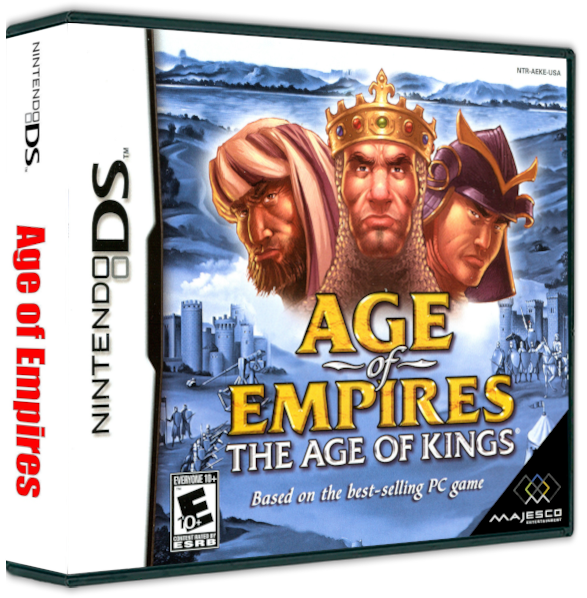 NINTENDO DS
Age of Empires
NINTENDO DS™
NTR-AEKE-USA
AGE
of
EMPIRES
THE AGE OF KINGS®
Based on the best-selling PC game
EVERYONE 10+
E
10+
CONTENT RATED BY
ESRB
MAJESCO
ENTERTAINMENT